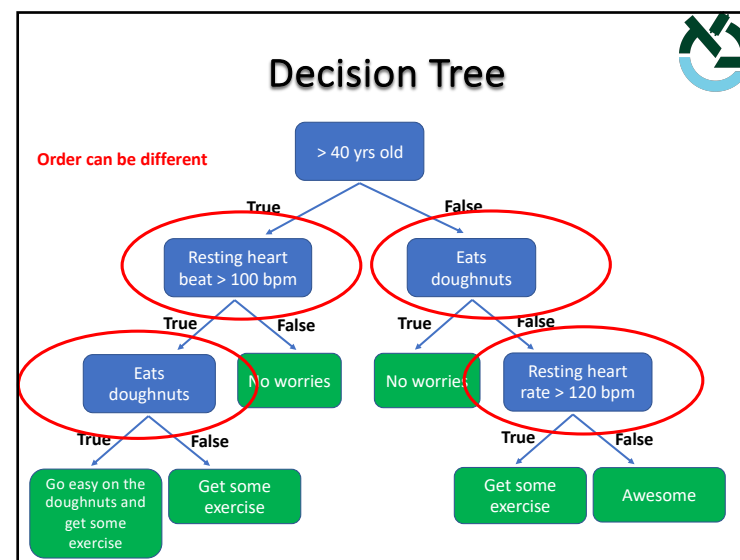 Decision Tree
Order can be different
> 40 yrs old
True
False
Resting heart
beat > 100 bpm
Eats
doughnuts
True
False
True
False
Eats
doughnuts
No worries
No worries
Resting heart
rate > 120 bpm
True
False
True
False
Go easy on the
doughnuts and
get some
exercise
Get some
exercise
Get some
exercise
Awesome